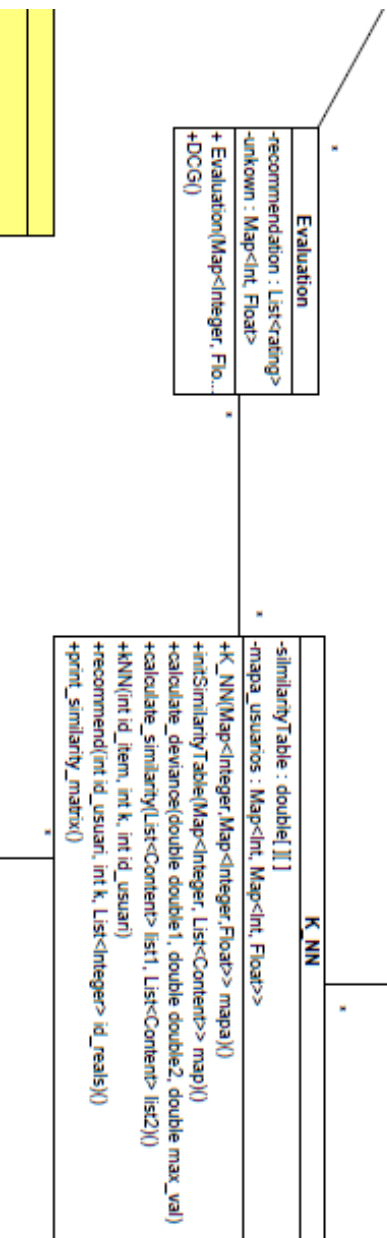 *
Evaluation
-recommendation : List<rating>
-unkown : Map<Int, Float>
+ Evaluation(Map<Integer, Flo...
+DCG()
*
*
K_NN
-silmilarityTable : double[ ][ ]
-mapa_usuarios : Map<Int, Map<Int, Float>>
+K_NN(Map<Integer,Map<Integer,Float>> mapa)()
+initSimilarityTable(Map<Integer, List<Content>> map)()
+calculate_deviance(double double1, double double2, double max_val)
+calculate_similarity(List<Content> list1, List<Content> list2)()
+kNN(int id_item, int k, int id_usuari)
+recommend(int id_usuari, int k, List<Integer> id_reals)()
+print_similarity_matrix()
*
*